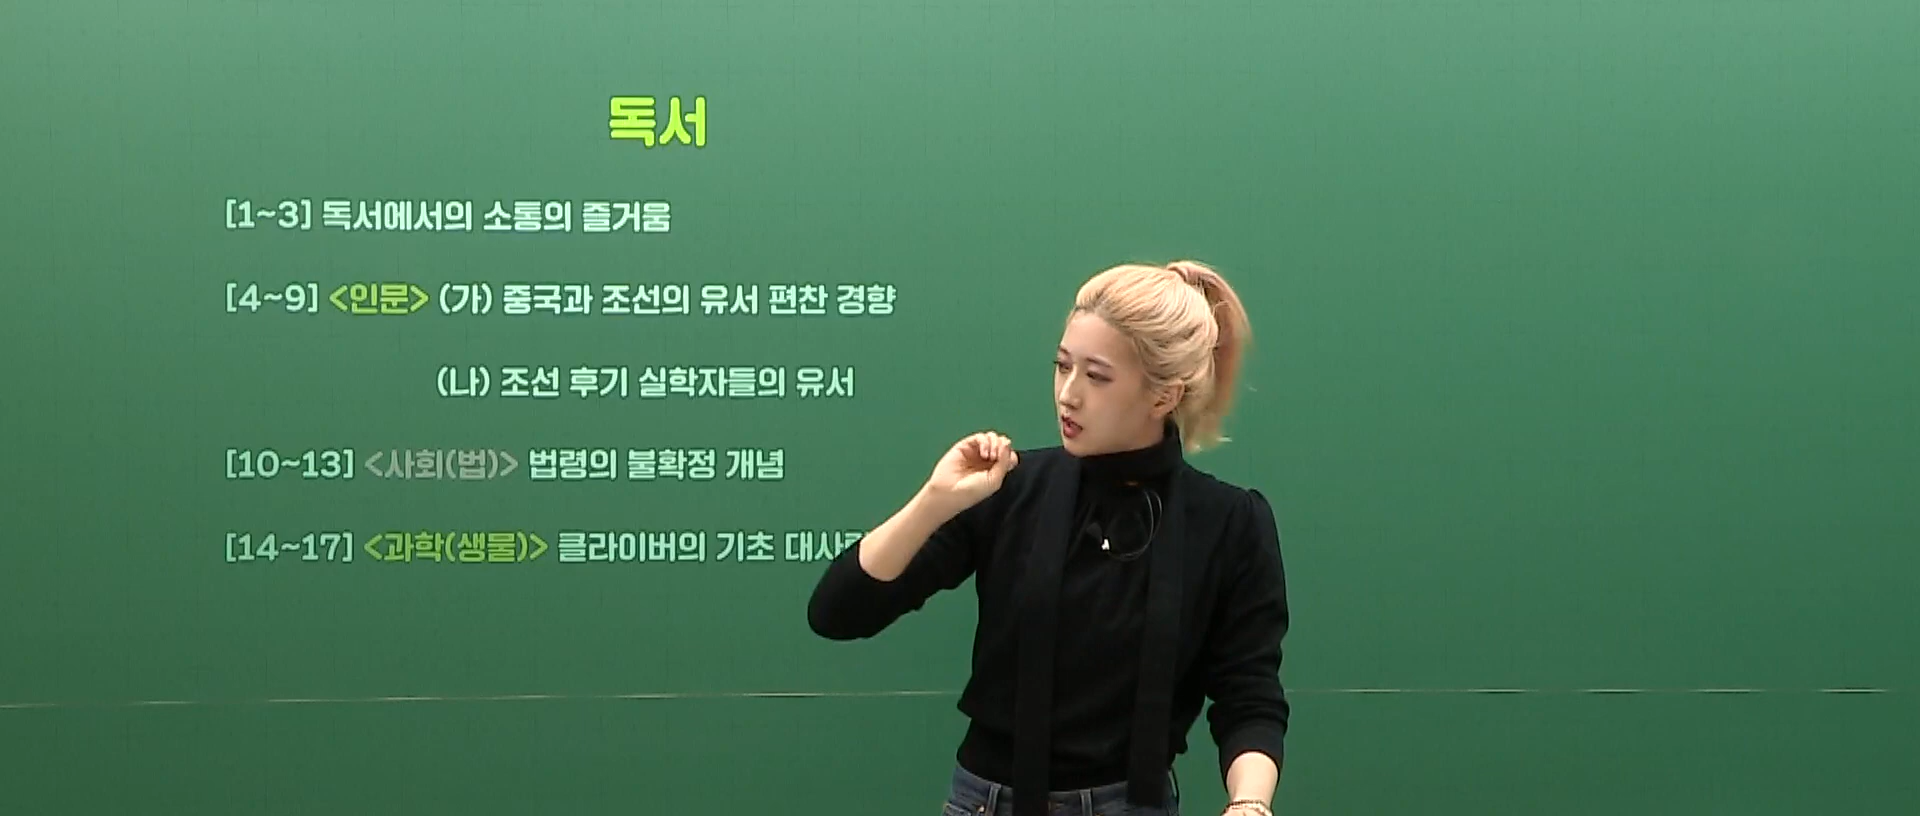 독서
[1~3] 독서에서의 소통의 즐거움
[4~9] <인문> (가) 중국과 조선의 유서 편찬 경향
(나) 조선 후기 실학자들의 유서
[10~13] <사회(법)> 법령의 불확정 개념
[14~17] <과학(생물)> 클라이버의 기초